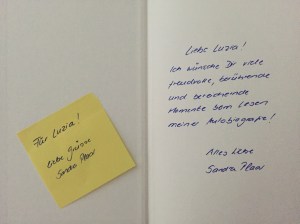 Für Luzia!
Liebe Grüsse
Sandra
Liebe Luzia!
Ich wünsche Dir viele
freudvolle, berührende
und bereichernde
Momente beim Lesen
meiner Autobiografie!
Alles Liebe
Sandra